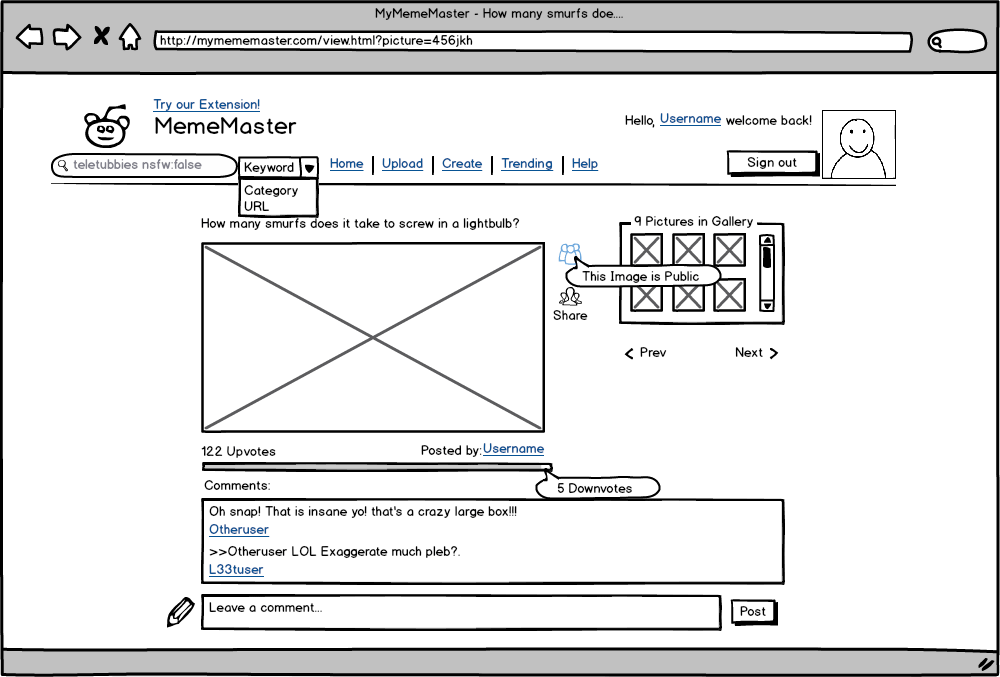 MyMemeMaster - How many smurfs doe....
http://mymememaster.com/view.html?picture=456jkh
Try our Extension!
MemeMaster
Hello, Username welcome back!
teletubbies nsfw:false
Keyword
Home
Upload
Create
Trending
Help
Sign out
Category
URL
How many smurfs does it take to screw in a lightbulb?
9 Pictures in Gallery
This Image is Public
Share
Prev
Next
122 Upvotes
Posted by: Username
5 Downvotes
Comments:
Oh snap! That is insane yo! that's a crazy large box!!!
Otheruser
>>Otheruser LOL Exaggerate much pleb?.
L33tuser
Leave a comment...
Post